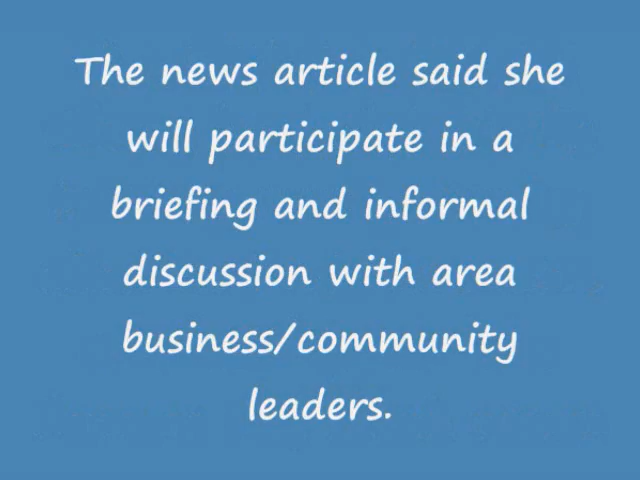 The news article said she
will participate in a
briefing and informal
discussion with area
business/community
leaders.